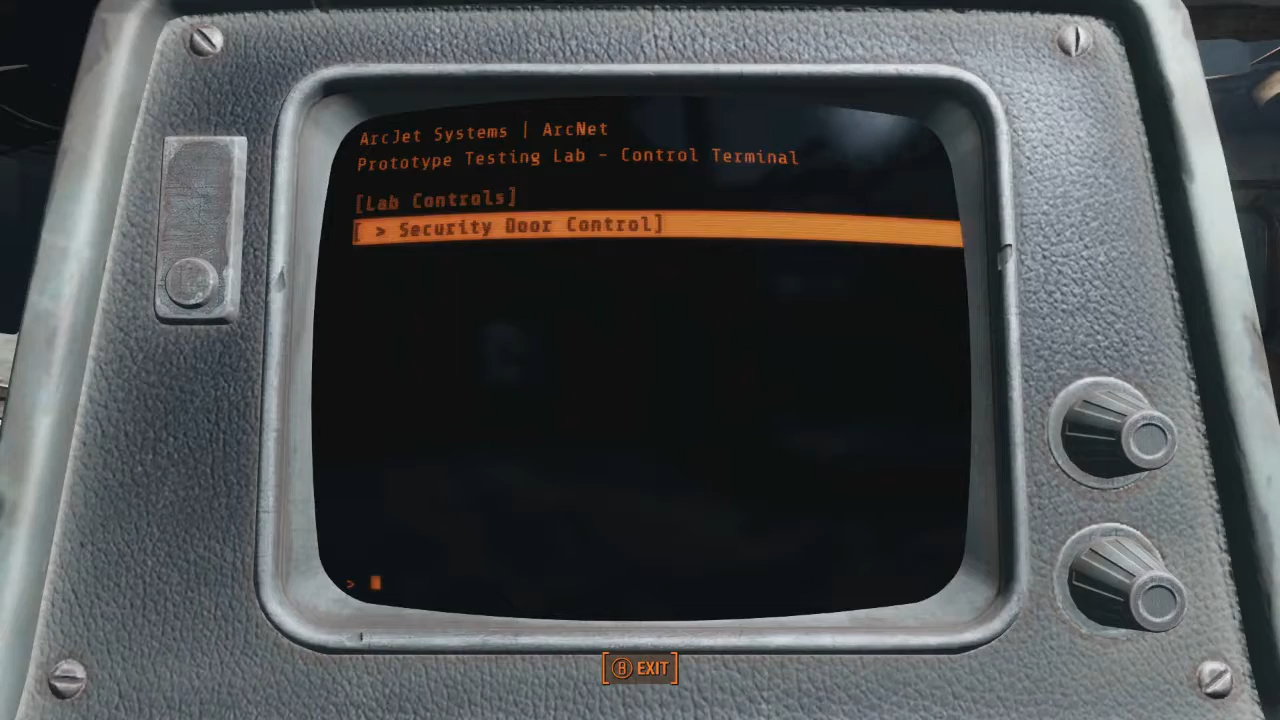 ArcJet Systems | ArcNet
Prototype Testing Lab - Control Terminal
[Lab Controls]
[ > Security Door Control]
>
[Ⓑ EXIT]